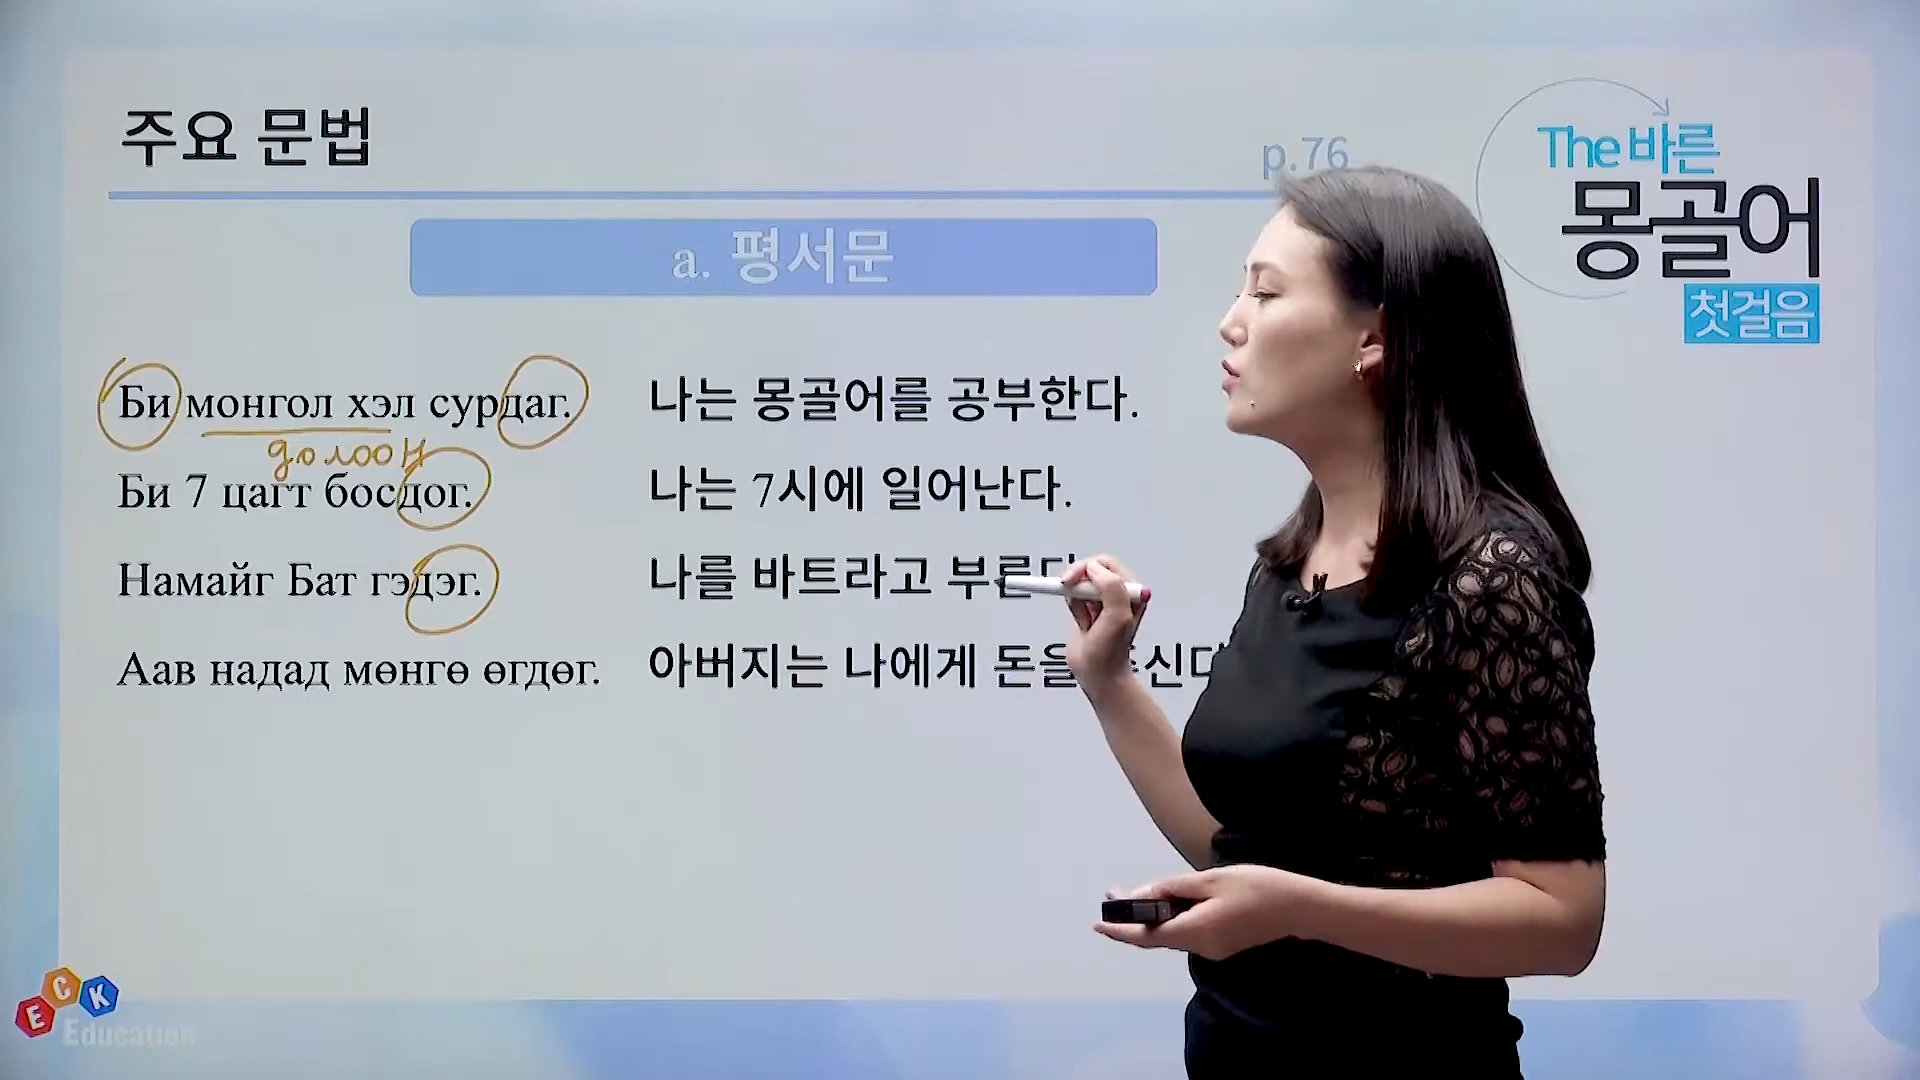 주요 문법
p.76
The 바른
몽골어
첫걸음
a. 평서문
Би монгол хэл сурдаг. 나는 몽골어를 공부한다.
долоон
Би 7 цагт босдог. 나는 7시에 일어난다.
Намайг Бат гэдэг. 나를 바트라고 부른다
Аав надад мөнгө өгдөг. 아버지는 나에게 돈을 주신다
ECK
Education